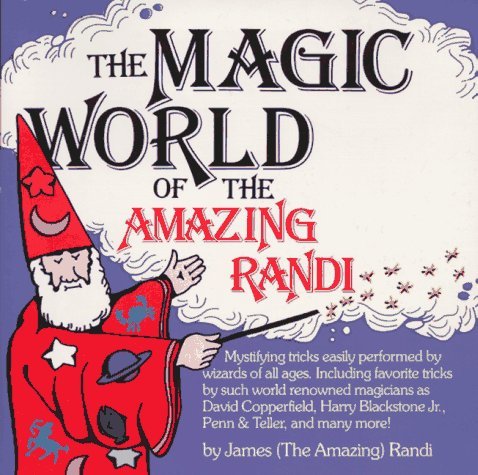 THE MAGIC
WORLD
OF THE
AMAZING
RANDI
Mystifying tricks easily performed by
wizards of all ages. Including favorite tricks
by such world renowned magicians as
David Copperfield, Harry Blackstone Jr.,
Penn & Teller, and many more!
by James (The Amazing) Randi